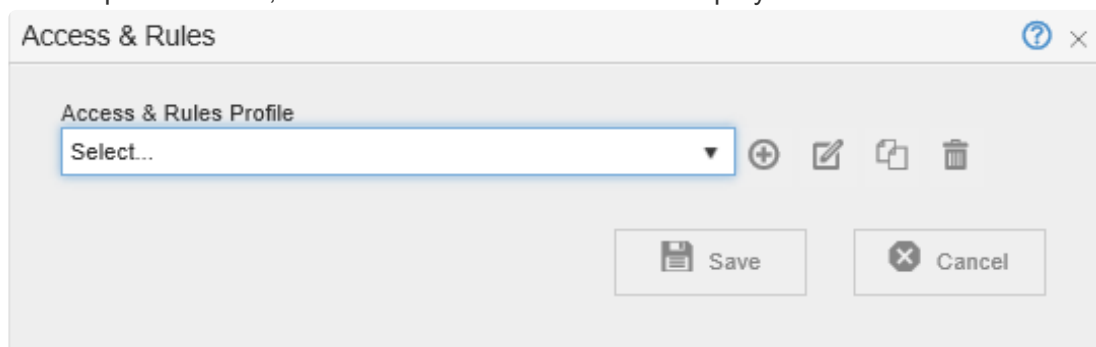 Access & Rules
Access & Rules Profile
Select...
Save
Cancel